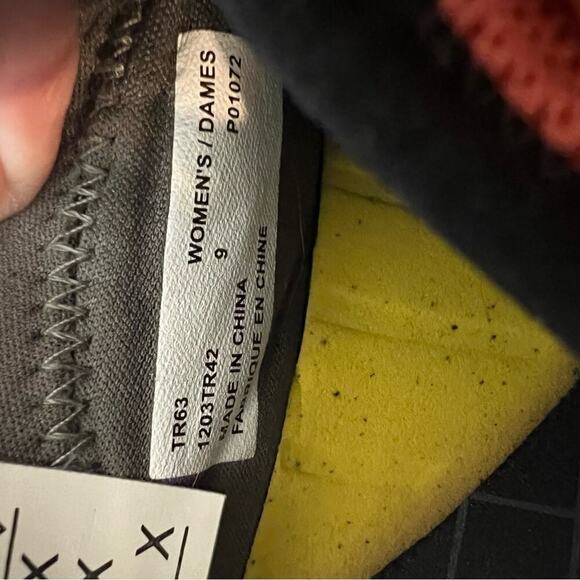 WOMEN'S / DAMES
9 P01072
TR63
1203TR42
MADE IN CHINA
FABRIQUE EN CHINE
X
X
X